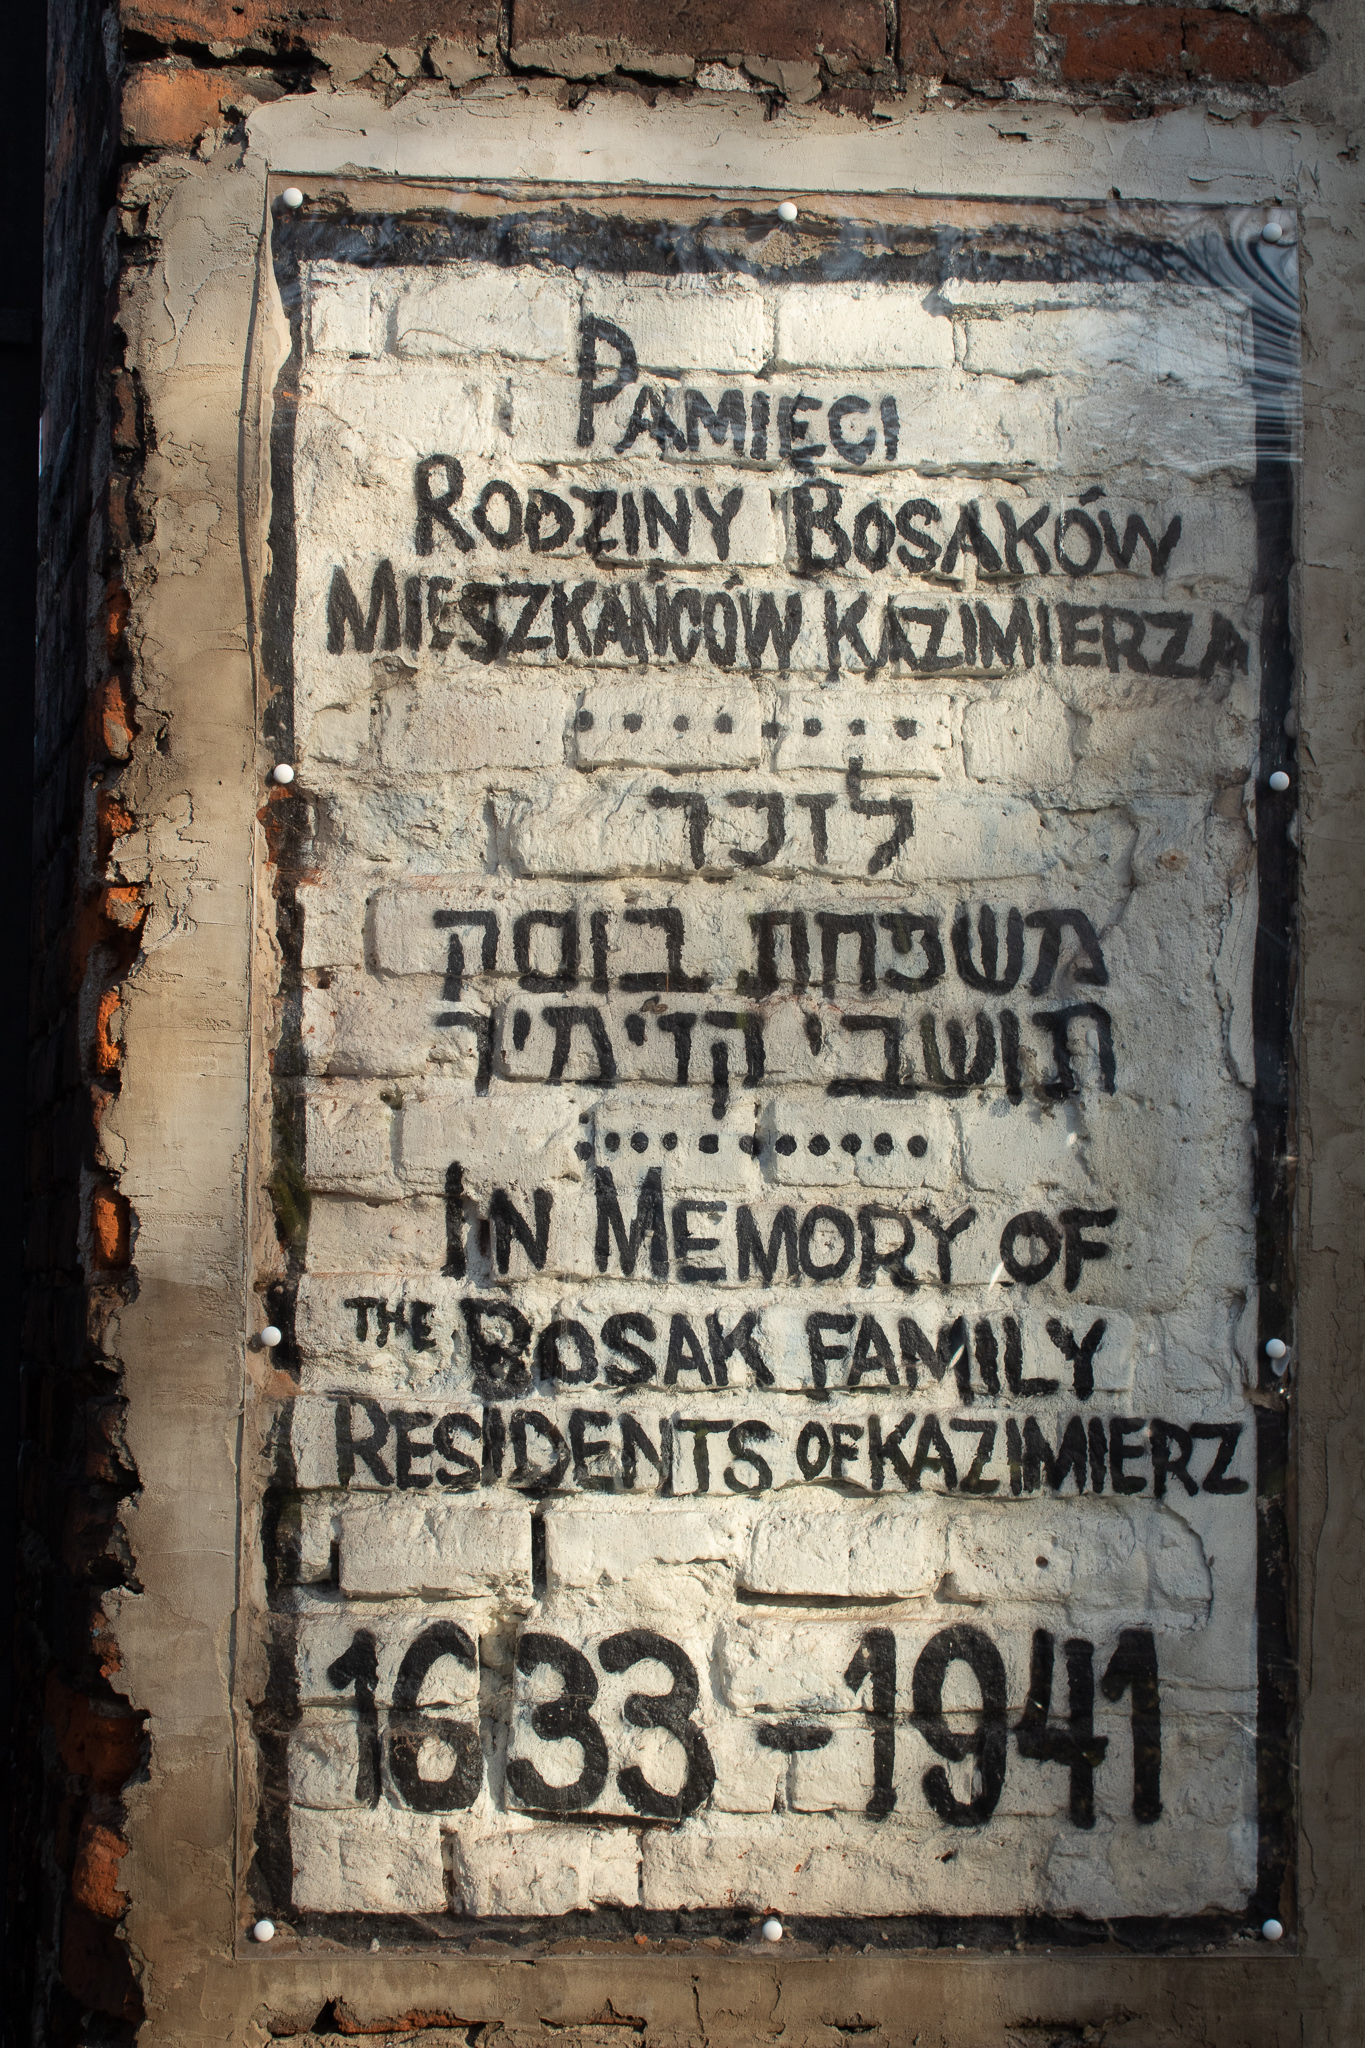 PAMIĘCI
RODZINY BOSAKÓW
MIESZKAŃCÓW KAZIMIERZA
לזכר
משפחת בוסק
תושבי קז'ימיר
IN MEMORY OF
THE BOSAK FAMILY
RESIDENTS OF KAZIMIERZ
1633-1941